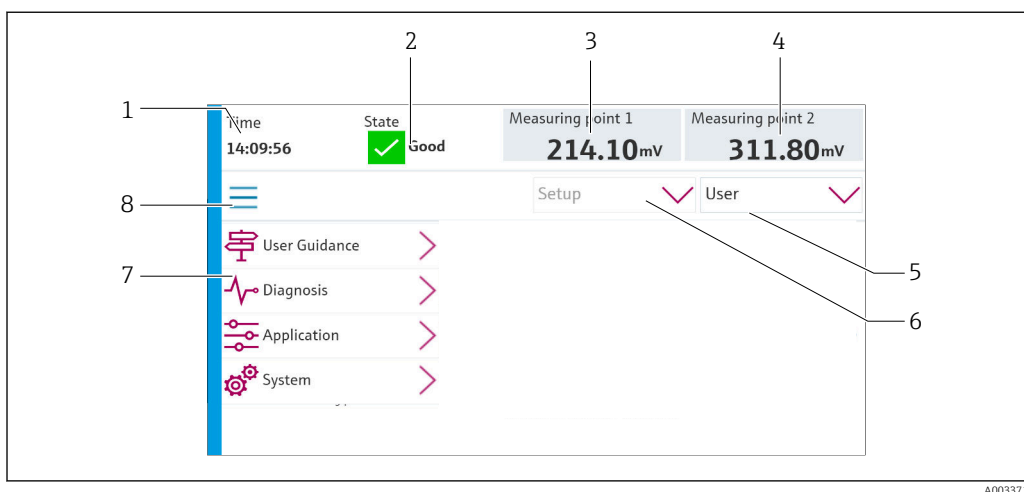 2 3 4
1
Time State Measuring point 1 Measuring point 2
14:09:56 Good 214.10mV 311.80mV
8 Setup User
User Guidance
7 Diagnosis 5
6
Application
System